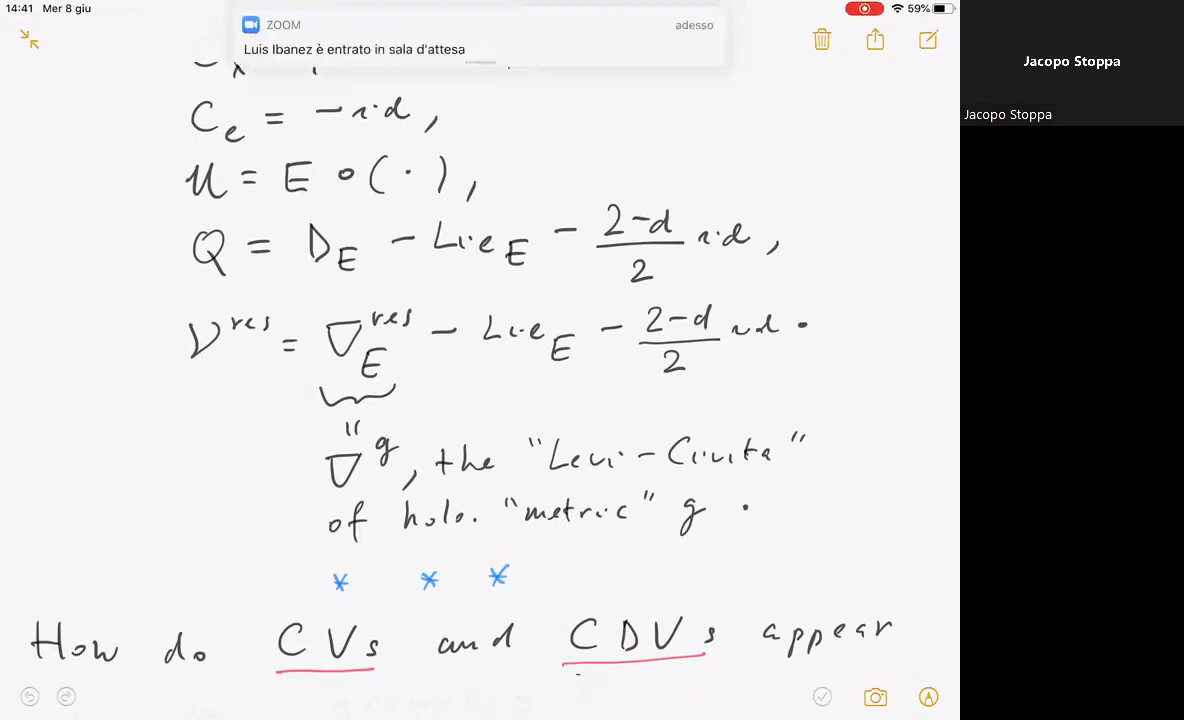 14:41 Mer 8 giu
59%
ZOOM
adesso
Luis Ibanez è entrato in sala d'attesa
Jacopo Stoppa
Jacopo Stoppa
C_e = -id,
U = E ∘ (·),
Q = D_E - Lie_E - (2-d)/2 id,
V^res = ∇_E^res - Lie_E - (2-d)/2 id.
"
∇^g, the "Levi-Civita"
of holo. "metric" g.
* * *
How do CVs and CDVs appear